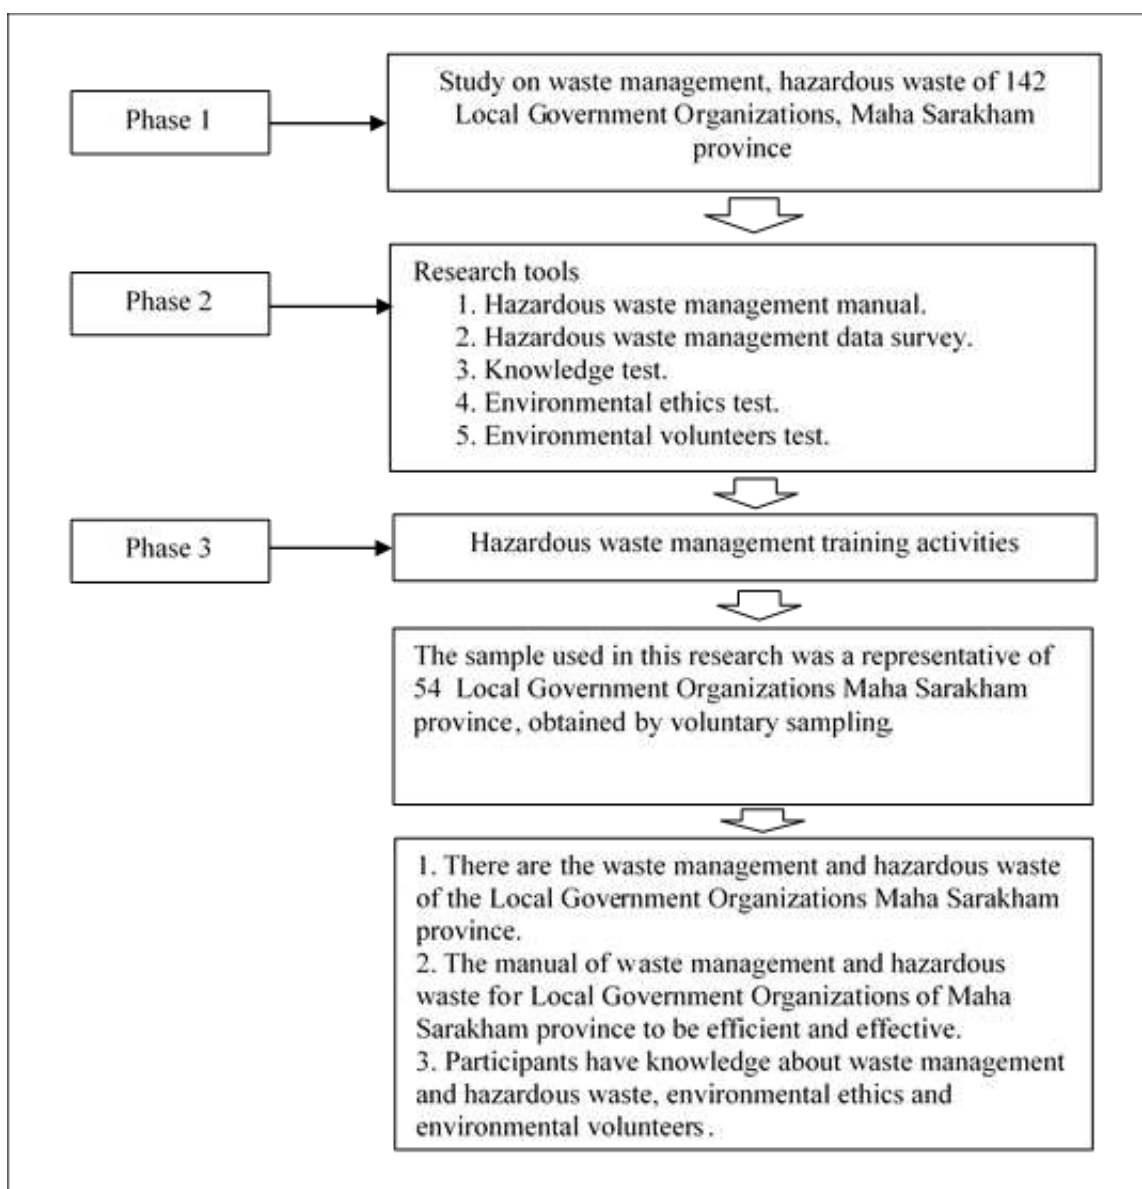 Phase 1
Study on waste management, hazardous waste of 142
Local Government Organizations, Maha Sarakham
province
Phase 2
Research tools
1. Hazardous waste management manual.
2. Hazardous waste management data survey.
3. Knowledge test.
4. Environmental ethics test.
5. Environmental volunteers test.
Phase 3
Hazardous waste management training activities
The sample used in this research was a representative of
54 Local Government Organizations Maha Sarakham
province, obtained by voluntary sampling.
1. There are the waste management and hazardous waste
of the Local Government Organizations Maha Sarakham
province.
2. The manual of waste management and hazardous
waste for Local Government Organizations of Maha
Sarakham province to be efficient and effective.
3. Participants have knowledge about waste management
and hazardous waste, environmental ethics and
environmental volunteers.